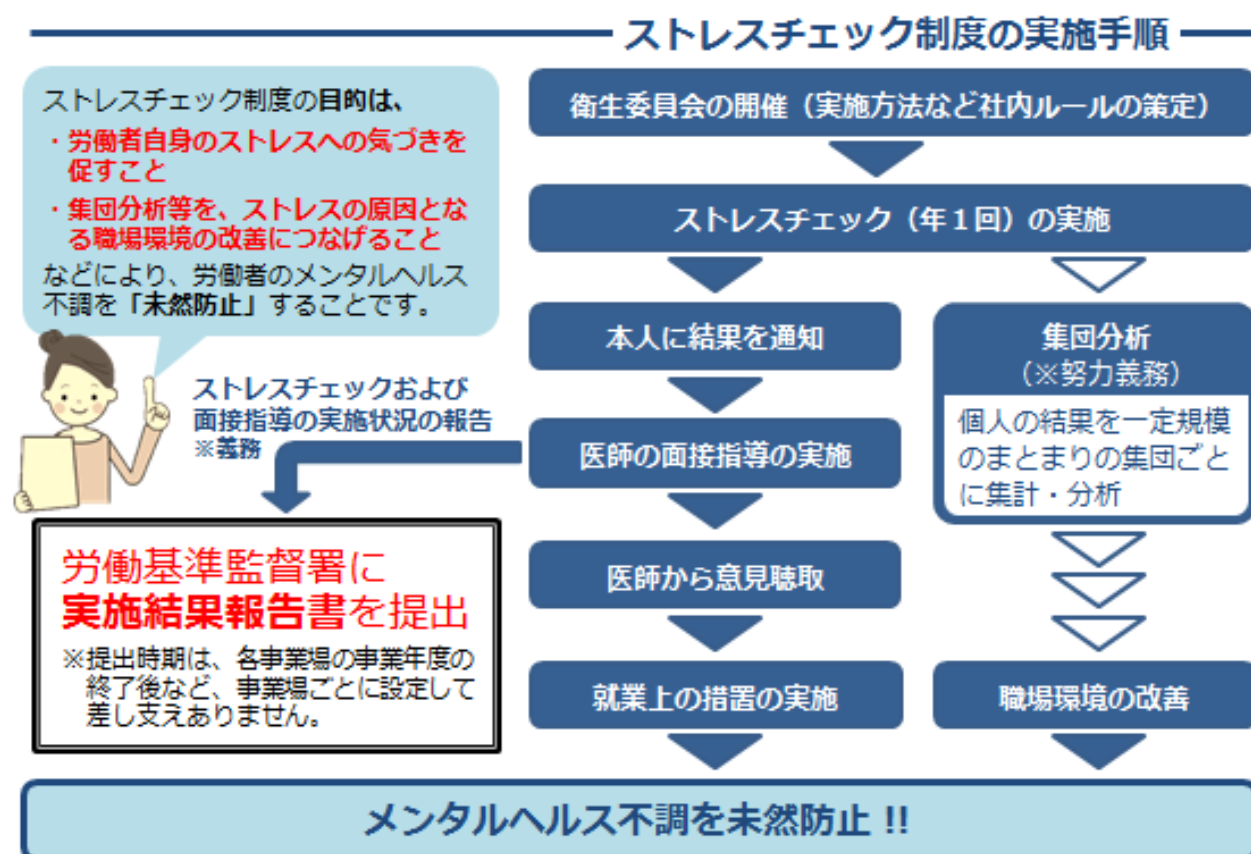 ストレスチェック制度の実施手順
ストレスチェック制度の目的は、
・労働者自身のストレスへの気づきを
促すこと
・集団分析等を、ストレスの原因とな
る職場環境の改善につなげること
などにより、労働者のメンタルヘルス
不調を「未然防止」することです。
ストレスチェックおよび
面接指導の実施状況の報告
※義務
労働基準監督署に
実施結果報告書を提出
※提出時期は、各事業場の事業年度の
終了後など、事業場ごとに設定して
差し支えありません。
衛生委員会の開催（実施方法など社内ルールの策定）
ストレスチェック（年１回）の実施
本人に結果を通知
医師の面接指導の実施
医師から意見聴取
就業上の措置の実施
集団分析
（※努力義務）
個人の結果を一定規模
のまとまりの集団ごと
に集計・分析
職場環境の改善
メンタルヘルス不調を未然防止 !!